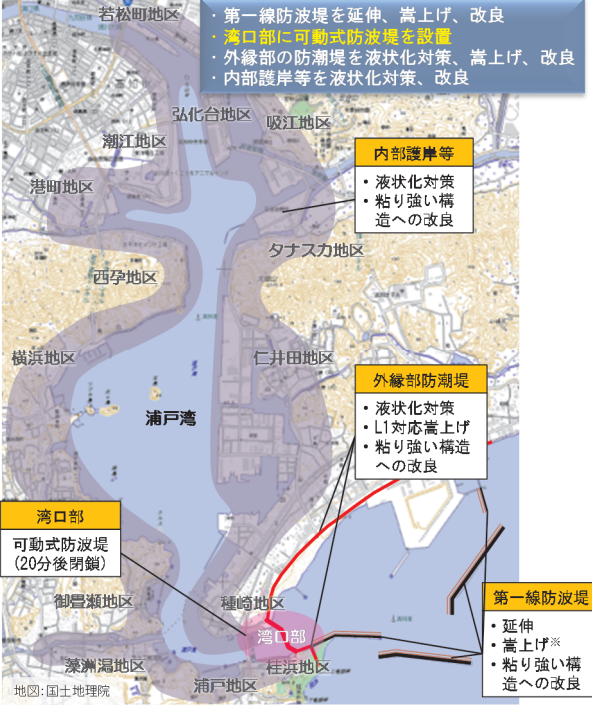 ・第一線防波堤を延伸、嵩上げ、改良
・湾口部に可動式防波堤を設置
・外縁部の防潮堤を液状化対策、嵩上げ、改良
・内部護岸等を液状化対策、改良
若松町地区
弘化台地区
吸江地区
潮江地区
内部護岸等
・液状化対策
・粘り強い構
造への改良
港町地区
タナスカ地区
西孕地区
横浜地区
仁井田地区
外縁部防潮堤
・液状化対策
・L1対応嵩上げ
・粘り強い構造
への改良
浦戸湾
湾口部
可動式防波堤
(20分後閉鎖)
御畳瀬地区
種崎地区
湾口部
第一線防波堤
・延伸
・嵩上げ※
・粘り強い構
造への改良
藻洲潟地区
桂浜地区
浦戸地区
地図:国土地理院